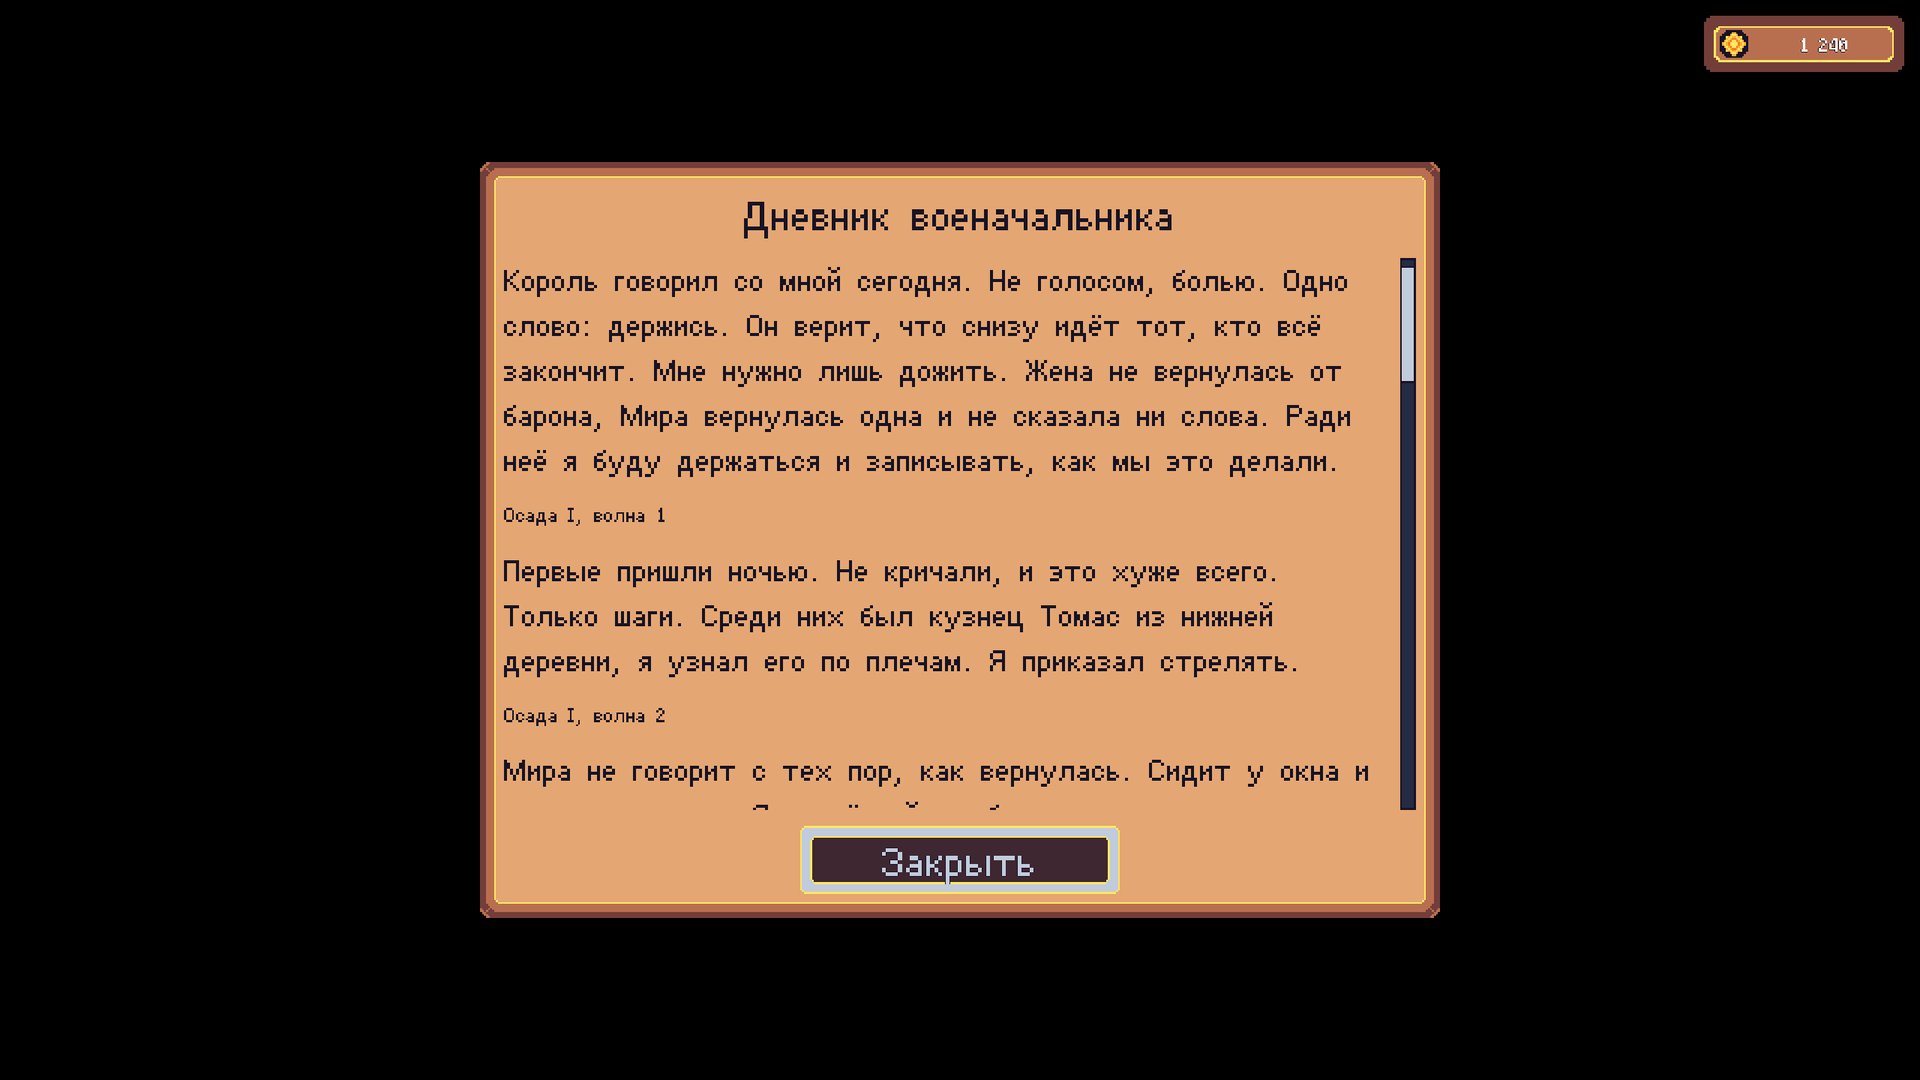 1 240
Дневник военачальника
Король говорил со мной сегодня. Не голосом, болью. Одно
слово: держись. Он верит, что снизу идёт тот, кто всё
закончит. Мне нужно лишь дожить. Жена не вернулась от
барона, Мира вернулась одна и не сказала ни слова. Ради
неё я буду держаться и записывать, как мы это делали.
Осада I, волна 1
Первые пришли ночью. Не кричали, и это хуже всего.
Только шаги. Среди них был кузнец Томас из нижней
деревни, я узнал его по плечам. Я приказал стрелять.
Осада I, волна 2
Мира не говорит с тех пор, как вернулась. Сидит у окна и
Закрыть